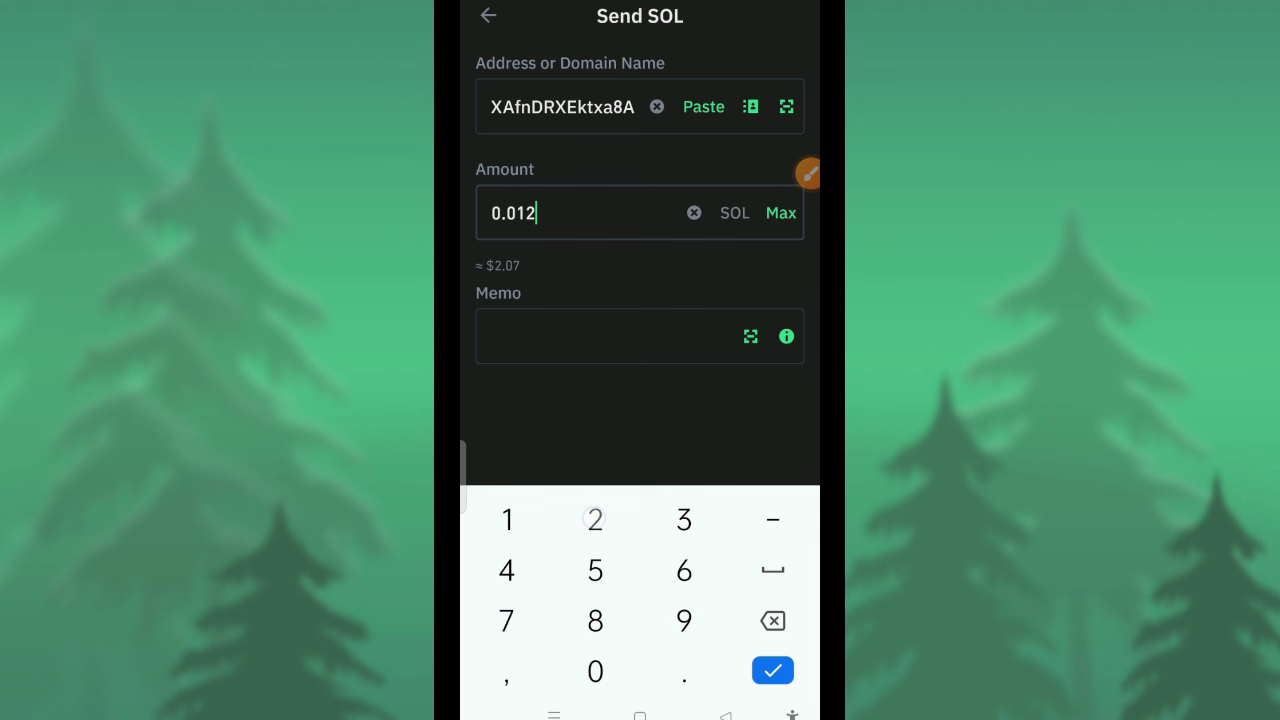 Send SOL
Address or Domain Name
XAfnDRXEktxa8A Paste
Amount
0.012 SOL Max
≈ $2.07
Memo
1 2 3 -
4 5 6
7 8 9
, 0 .